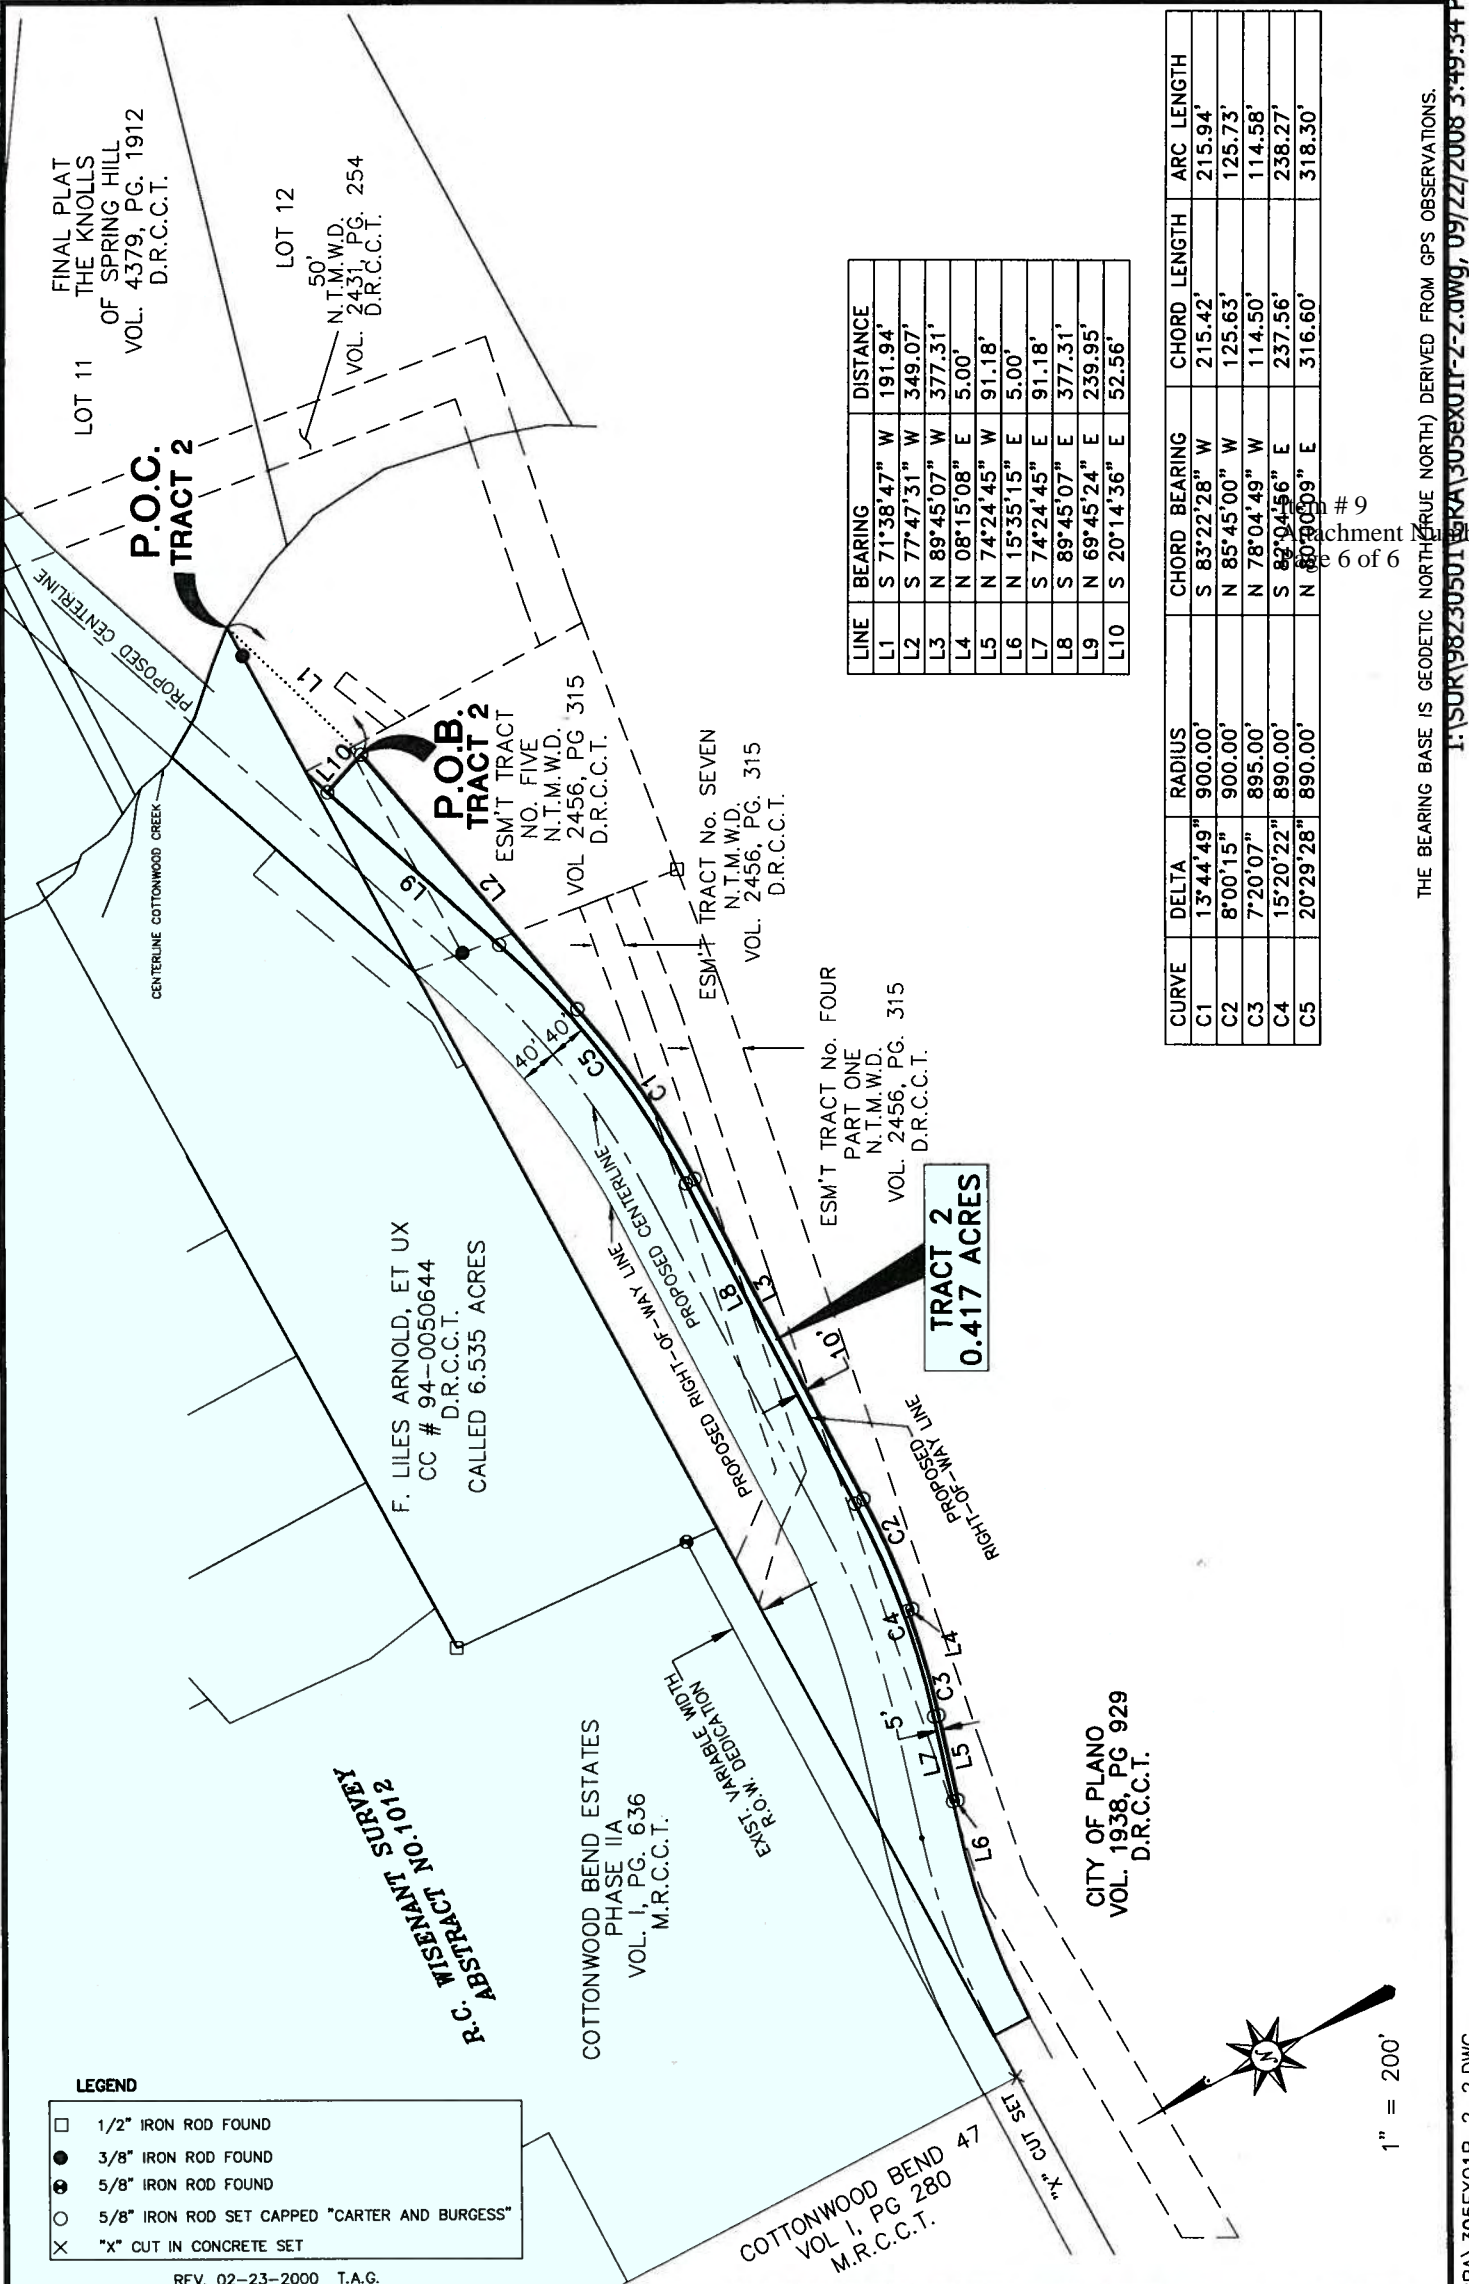 FINAL PLAT
THE KNOLLS
OF SPRING HILL
VOL. 4379, PG. 1912
D.R.C.C.T.
LOT 11
LOT 12
50'
N.T.M.W.D.
VOL. 2431, PG. 254
D.R.C.C.T.
P.O.C.
TRACT 2
PROPOSED CENTERLINE
CENTERLINE COTTONWOOD CREEK
L1
L10
P.O.B.
TRACT 2
ESM'T TRACT
NO. FIVE
N.T.M.W.D.
VOL 2456, PG 315
D.R.C.C.T.
L9
L2
ESM'T TRACT No. SEVEN
N.T.M.W.D.
VOL. 2456, PG. 315
D.R.C.C.T.
40'
40'
C5
C1
ESM'T TRACT No. FOUR
PART ONE
N.T.M.W.D.
VOL. 2456, PG. 315
D.R.C.C.T.
F. LILES ARNOLD, ET UX
CC # 94-0050644
D.R.C.C.T.
CALLED 6.535 ACRES
PROPOSED RIGHT-OF-WAY LINE
PROPOSED CENTERLINE
L8
L3
10'
TRACT 2
0.417 ACRES
PROPOSED
RIGHT-OF-WAY LINE
C2
C4
L4
C3
5'
L7
L5
L6
EXIST. VARIABLE WIDTH
R.O.W. DEDICATION
COTTONWOOD BEND ESTATES
PHASE IIA
VOL. I, PG. 636
M.R.C.C.T.
R.C. WISENANT SURVEY
ABSTRACT NO.1012
CITY OF PLANO
VOL. 1938, PG 929
D.R.C.C.T.
"X" CUT SET
COTTONWOOD BEND 47
VOL I, PG 280
M.R.C.C.T.
N
1" = 200'
LINE BEARING DISTANCE
L1 S 71°38'47" W 191.94'
L2 S 77°47'31" W 349.07'
L3 N 89°45'07" W 377.31'
L4 N 08°15'08" E 5.00'
L5 N 74°24'45" W 91.18'
L6 N 15°35'15" E 5.00'
L7 S 74°24'45" E 91.18'
L8 S 89°45'07" E 377.31'
L9 N 69°45'24" E 239.95'
L10 S 20°14'36" E 52.56'
CURVE DELTA RADIUS CHORD BEARING CHORD LENGTH ARC LENGTH
C1 13°44'49" 900.00' S 83°22'28" W 215.42' 215.94'
C2 8°00'15" 900.00' N 85°45'00" W 125.63' 125.73'
C3 7°20'07" 895.00' N 78°04'49" W 114.50' 114.58'
C4 15°20'22" 890.00' S 82°04'56" E 237.56' 238.27'
C5 20°29'28" 890.00' N 80°00'09" E 316.60' 318.30'
Item # 9
Attachment
Page 6 of 6
THE BEARING BASE IS GEODETIC NORTH(TRUE NORTH) DERIVED FROM GPS OBSERVATIONS.
LEGEND
□ 1/2" IRON ROD FOUND
3/8" IRON ROD FOUND
5/8" IRON ROD FOUND
○ 5/8" IRON ROD SET CAPPED "CARTER AND BURGESS"
× "X" CUT IN CONCRETE SET
REV. 02-23-2000 T.A.G.